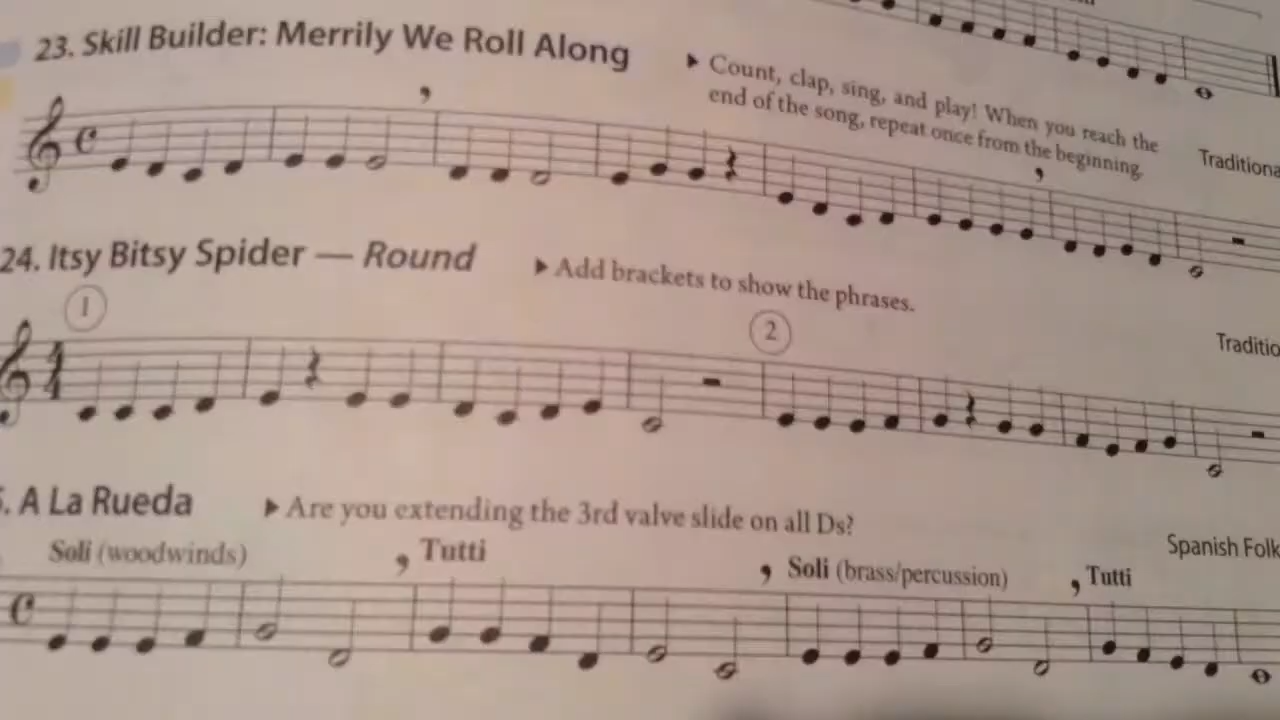 23. Skill Builder: Merrily We Roll Along
Count, clap, sing, and play! When you reach the
end of the song, repeat once from the beginning.
Traditiona
24. Itsy Bitsy Spider — Round
Add brackets to show the phrases.
Traditio
1
2
. A La Rueda
Are you extending the 3rd valve slide on all Ds?
Spanish Folk
Soli (woodwinds)
Tutti
Soli (brass/percussion)
Tutti